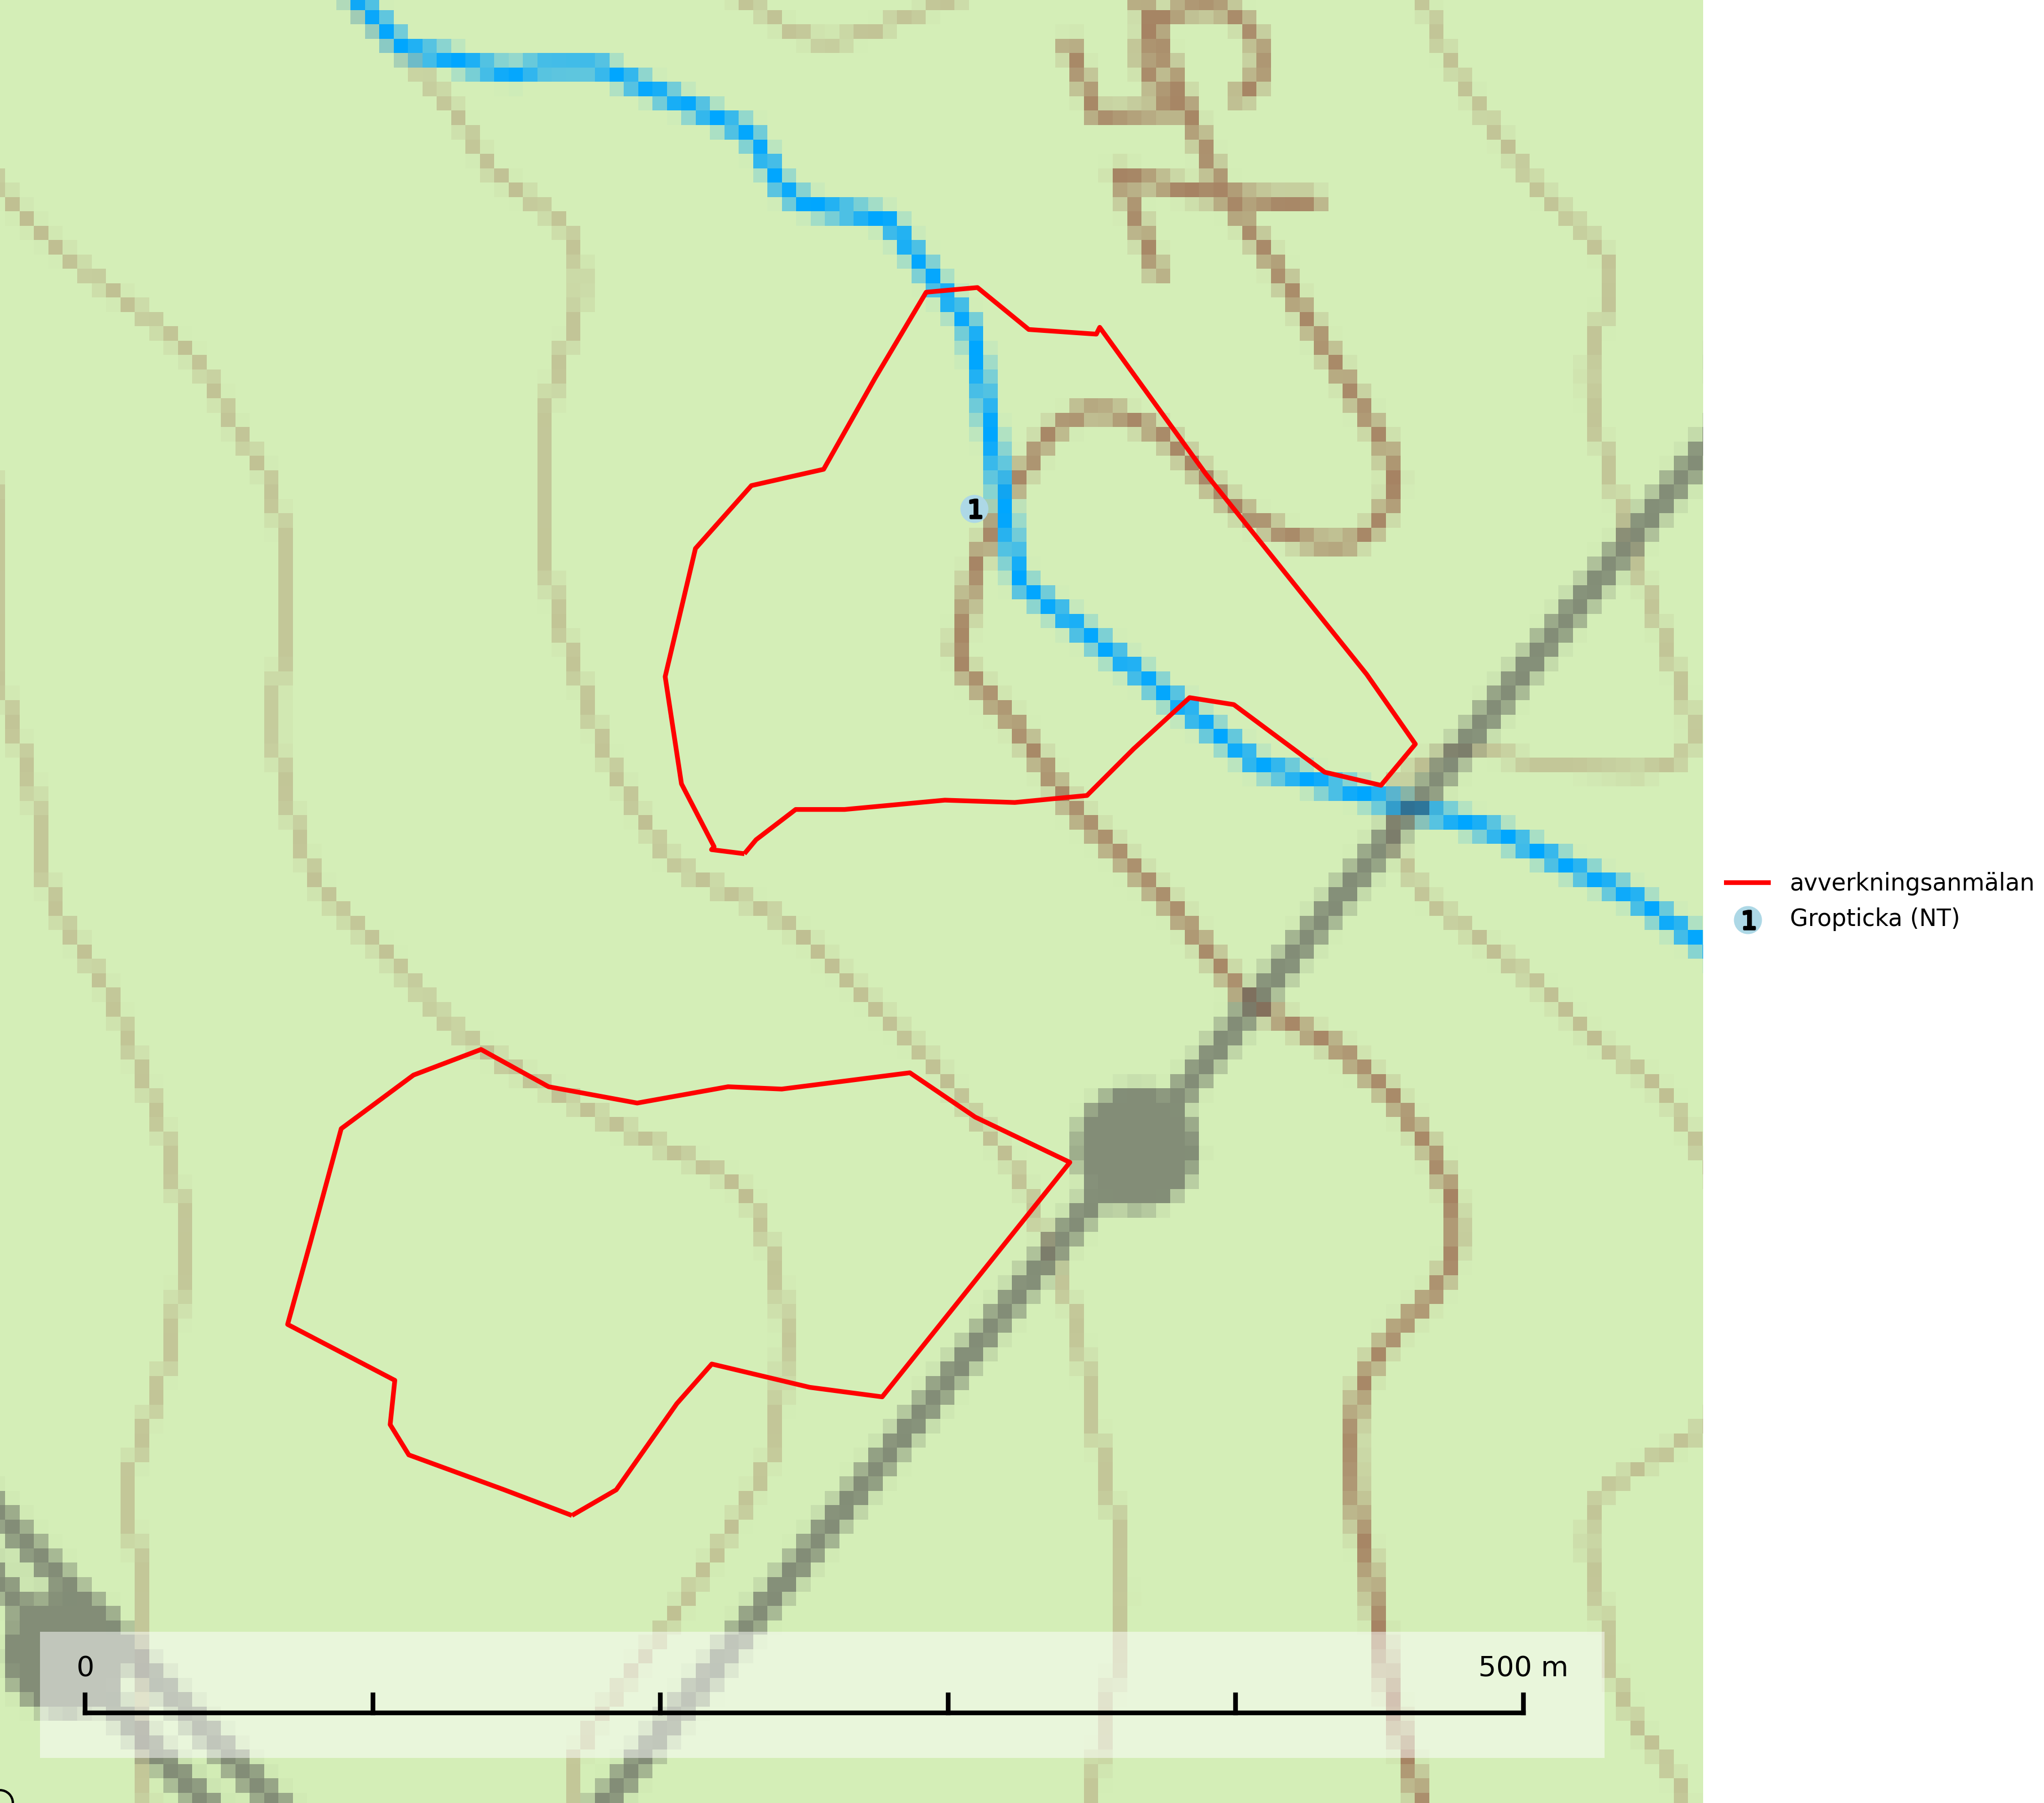 1
avverkningsanmälan
1 Gropticka (NT)
0 500 m